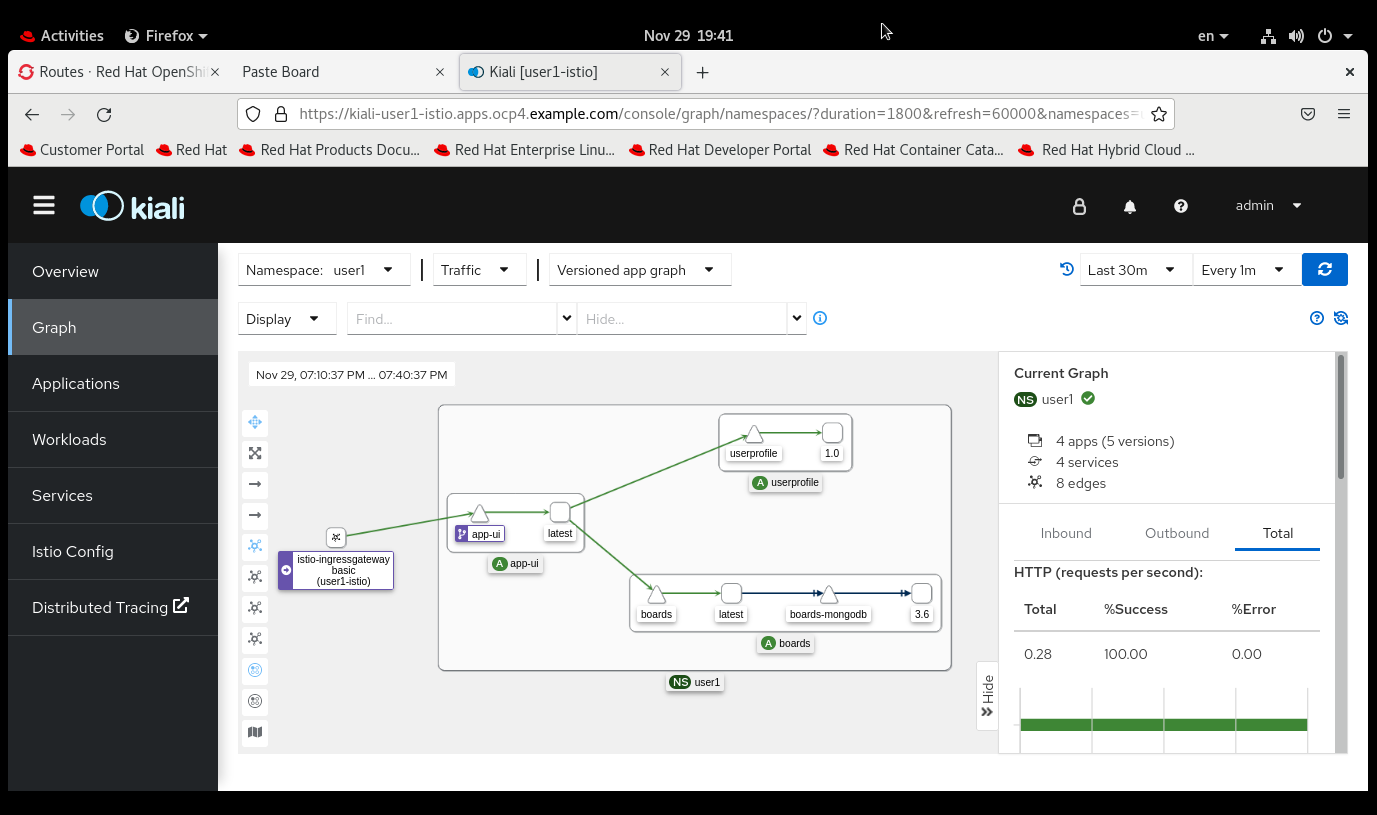 Activities Firefox Nov 29 19:41 en
Routes · Red Hat OpenShi Paste Board Kiali [user1-istio]
https://kiali-user1-istio.apps.ocp4.example.com/console/graph/namespaces/?duration=1800&refresh=60000&namespaces=
Customer Portal Red Hat Red Hat Products Docu... Red Hat Enterprise Linu... Red Hat Developer Portal Red Hat Container Cata... Red Hat Hybrid Cloud ...
kiali admin
Overview
Graph
Applications
Workloads
Services
Istio Config
Distributed Tracing
Namespace: user1 Traffic Versioned app graph Last 30m Every 1m
Display Find... Hide...
Nov 29, 07:10:37 PM ... 07:40:37 PM
userprofile 1.0
A userprofile
app-ui latest
A app-ui
istio-ingressgateway
basic
(user1-istio)
boards latest boards-mongodb 3.6
A boards
NS user1
Hide
Current Graph
NS user1
4 apps (5 versions)
4 services
8 edges
Inbound Outbound Total
HTTP (requests per second):
Total %Success %Error
0.28 100.00 0.00